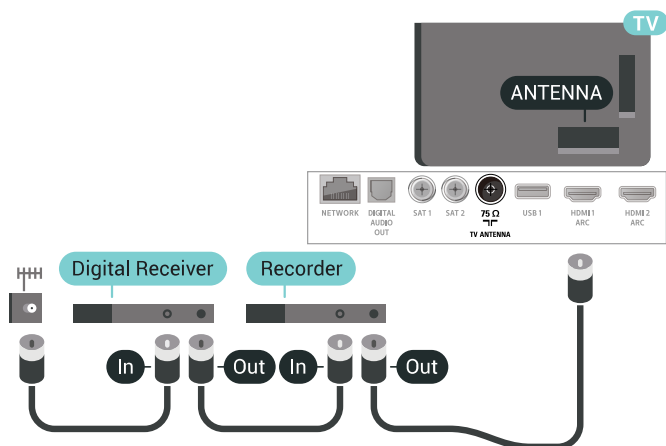 TV
ANTENNA
NETWORK
DIGITAL
AUDIO
OUT
SAT 1
SAT 2
75 Ω
TV ANTENNA
USB 1
HDMI 1
ARC
HDMI 2
ARC
Digital Receiver
Recorder
In
Out
In
Out